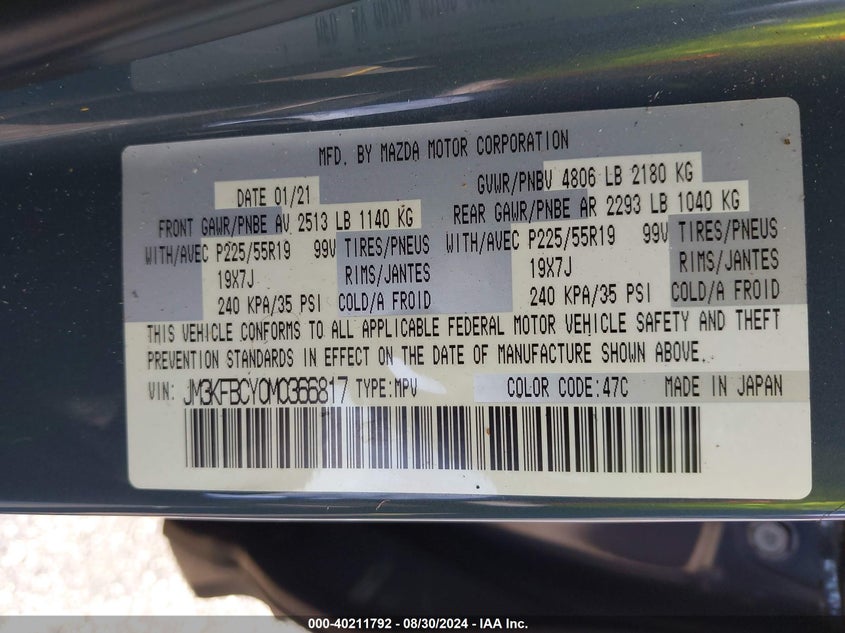 MFD. BY MAZDA MOTOR CORPORATION
DATE 01/21 GVWR/PNBV 4806 LB 2180 KG
FRONT GAWR/PNBE AV 2513 LB 1140 KG REAR GAWR/PNBE AR 2293 LB 1040 KG
WITH/AVEC P225/55R19 99V TIRES/PNEUS WITH/AVEC P225/55R19 99V TIRES/PNEUS
19X7J RIMS/JANTES 19X7J RIMS/JANTES
240 KPA/35 PSI COLD/A FROID 240 KPA/35 PSI COLD/A FROID
THIS VEHICLE CONFORMS TO ALL APPLICABLE FEDERAL MOTOR VEHICLE SAFETY AND THEFT
PREVENTION STANDARDS IN EFFECT ON THE DATE OF MANUFACTURE SHOWN ABOVE.
VIN: JM3KFBCY0M0366817 TYPE:MPV COLOR CODE:47C MADE IN JAPAN
000-40211792 - 08/30/2024 - IAA Inc.